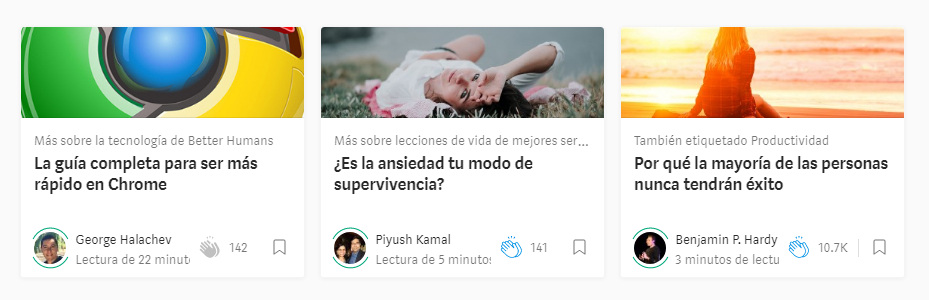 Más sobre la tecnología de Better Humans
La guía completa para ser más
rápido en Chrome
George Halachev
Lectura de 22 minut
142
Más sobre lecciones de vida de mejores ser...
¿Es la ansiedad tu modo de
supervivencia?
Piyush Kamal
Lectura de 5 minutos
141
También etiquetado Productividad
Por qué la mayoría de las personas
nunca tendrán éxito
Benjamin P. Hardy
3 minutos de lectu
10.7K